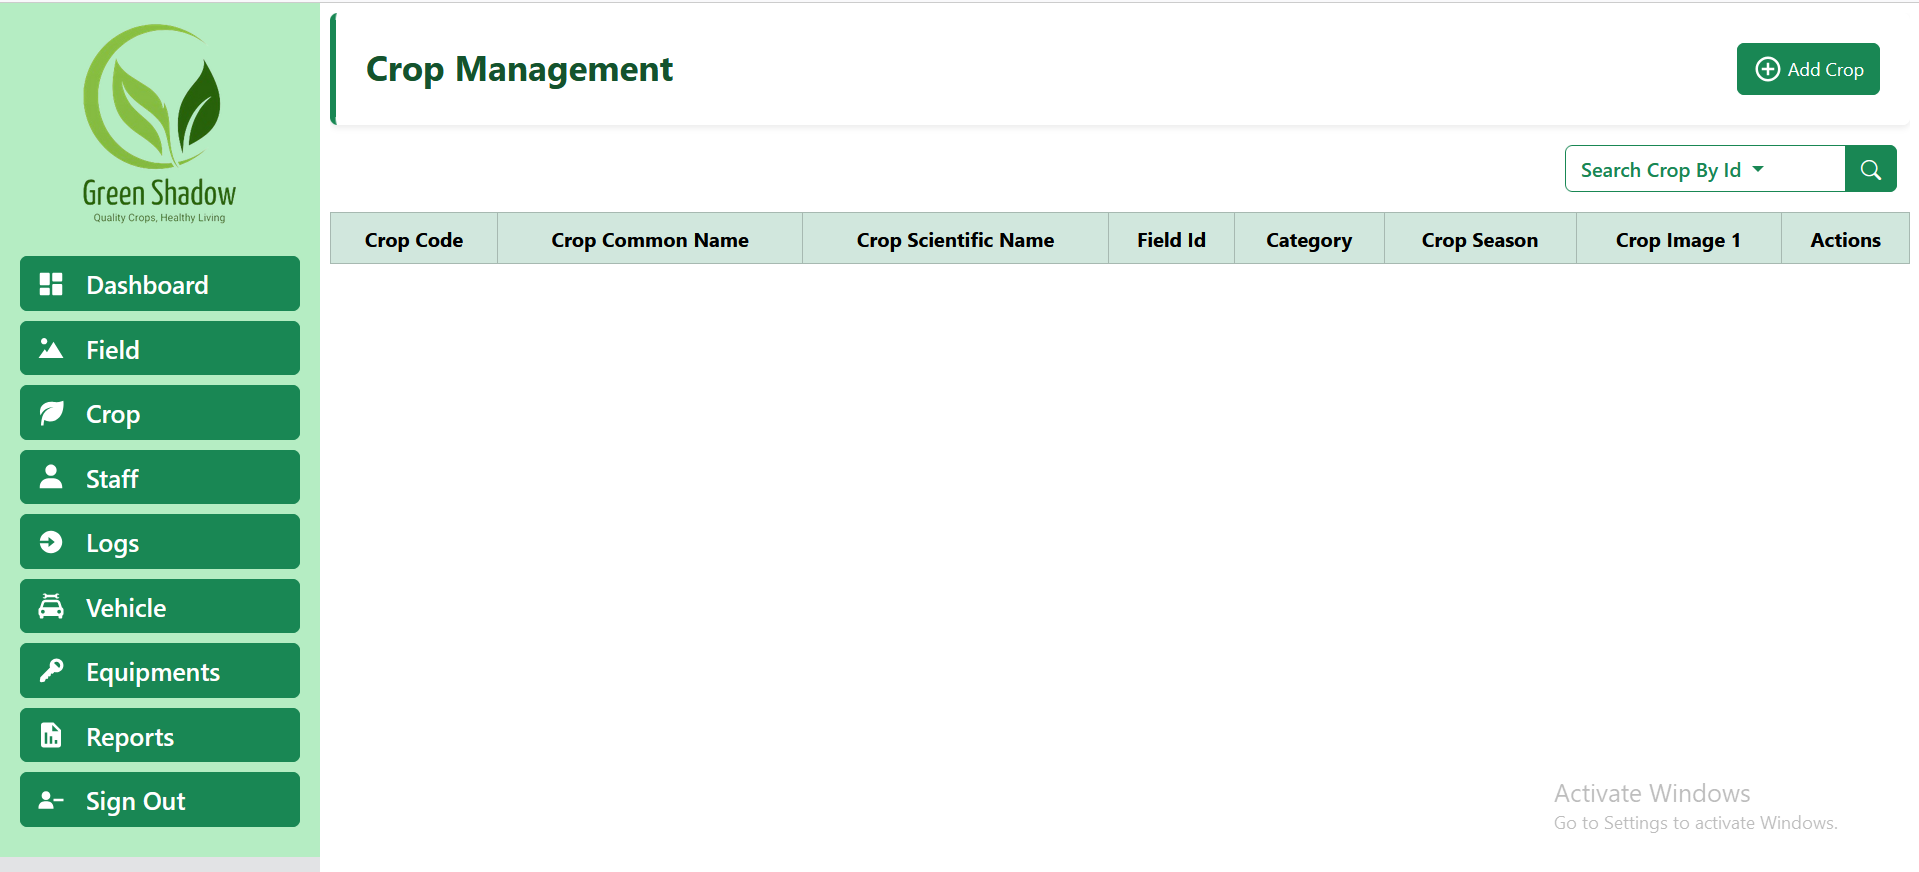 Green Shadow
Quality Crops, Healthy Living
Dashboard
Field
Crop
Staff
Logs
Vehicle
Equipments
Reports
Sign Out
Crop Management
Add Crop
Search Crop By Id
Crop Code Crop Common Name Crop Scientific Name Field Id Category Crop Season Crop Image 1 Actions
Activate Windows
Go to Settings to activate Windows.